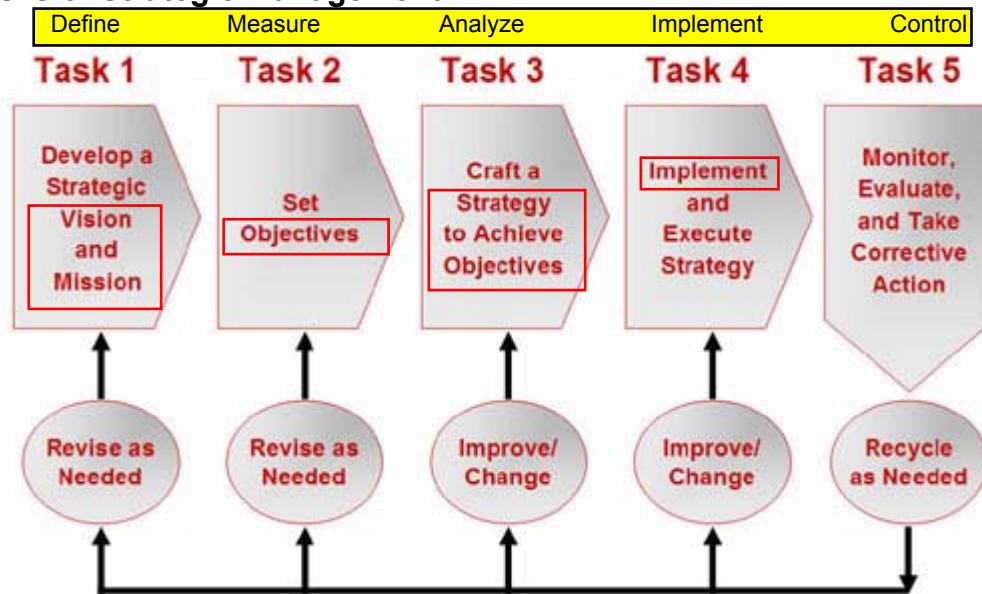 Define Measure Analyze Implement Control
Task 1 Task 2 Task 3 Task 4 Task 5
Develop a
Strategic
Vision
and
Mission
Set
Objectives
Craft a
Strategy
to Achieve
Objectives
Implement
and
Execute
Strategy
Monitor,
Evaluate,
and Take
Corrective
Action
Revise as
Needed
Revise as
Needed
Improve/
Change
Improve/
Change
Recycle
as Needed